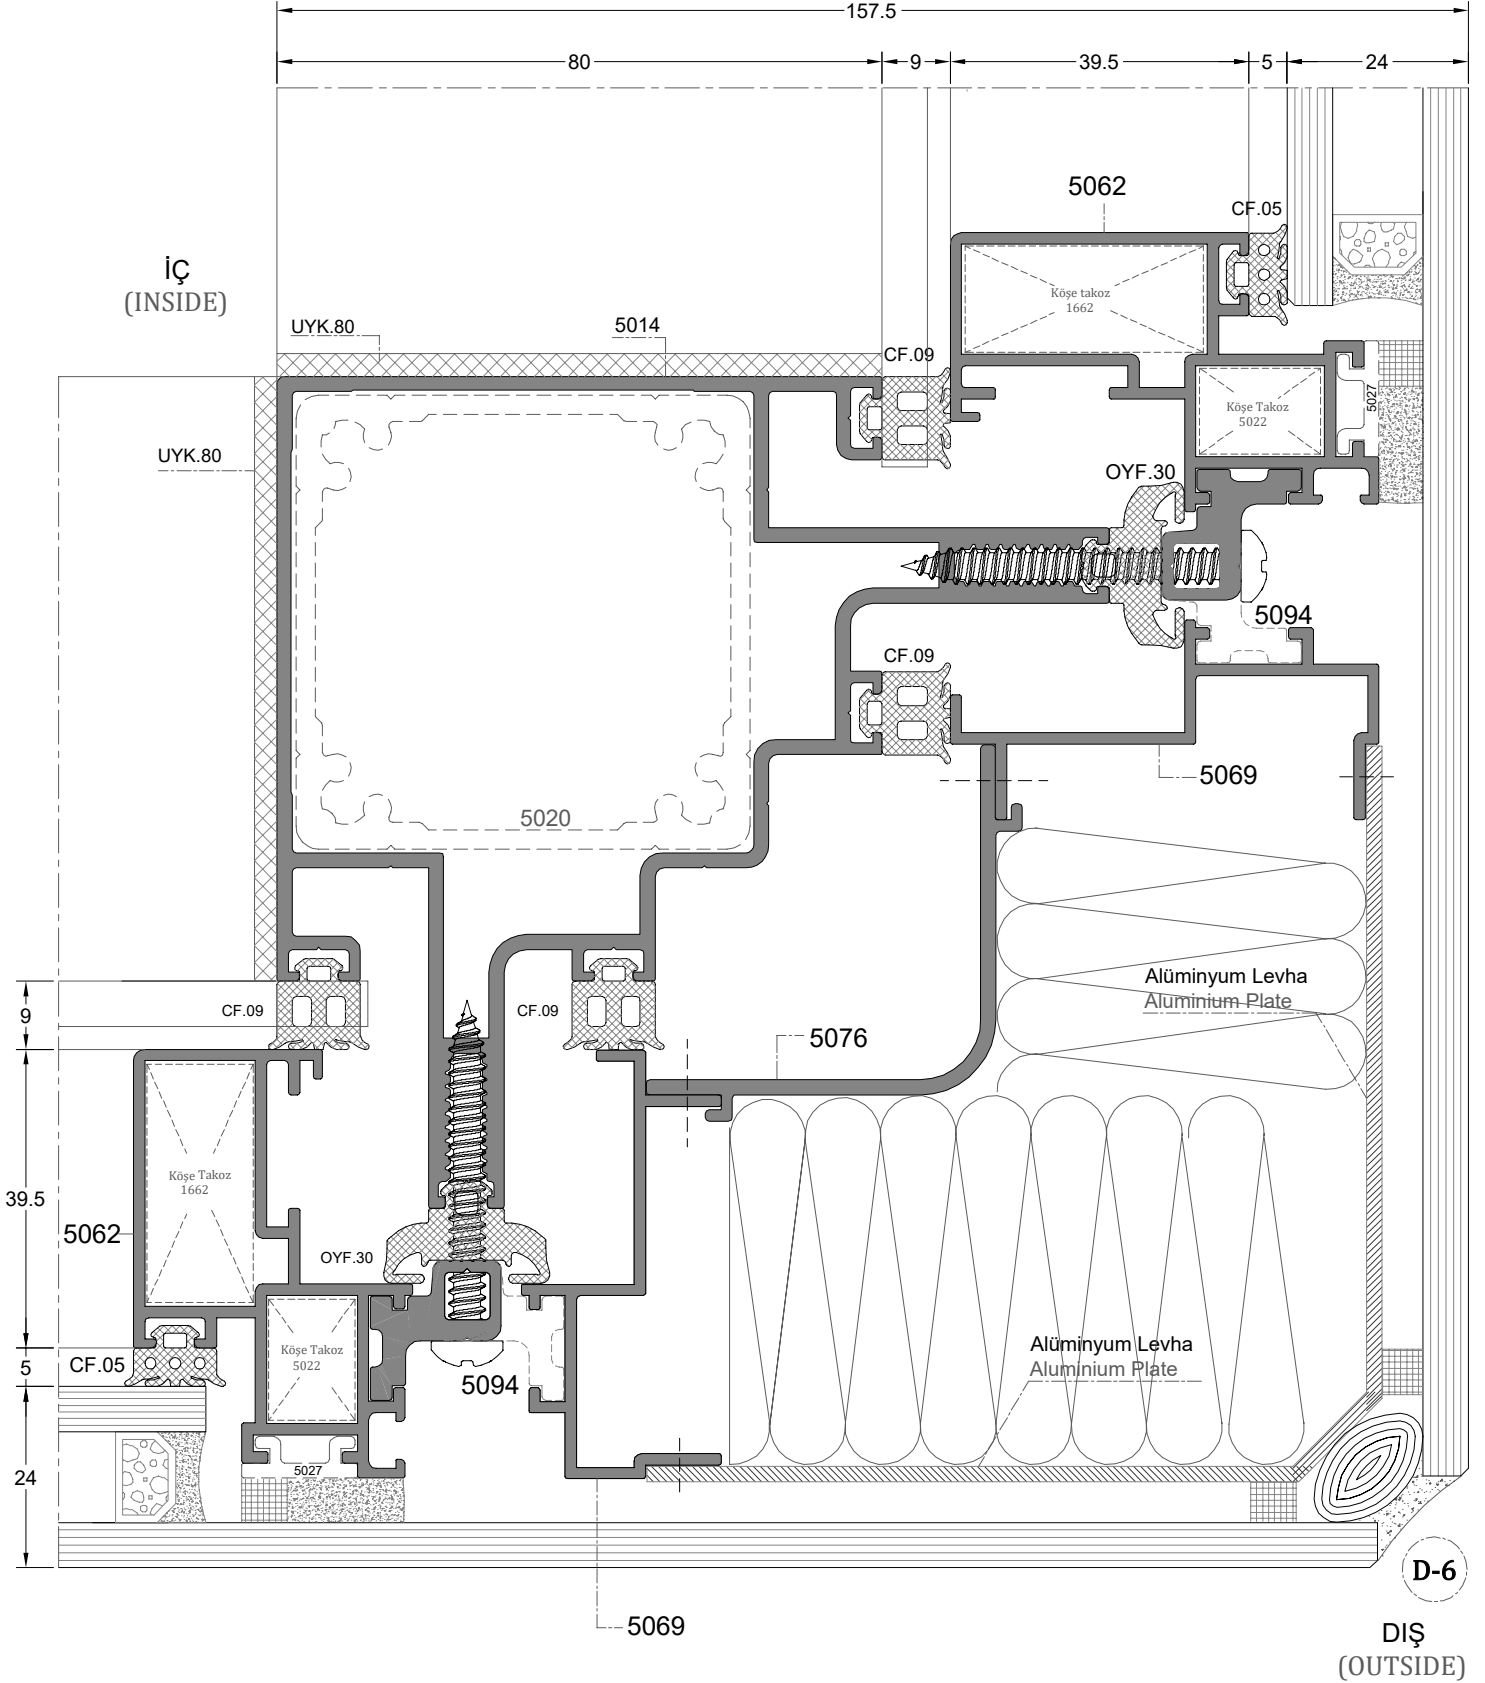 157.5
80
9
39.5
5
24
5062
CF.05
İÇ
(INSIDE)
Köşe takoz
1662
UYK.80
5014
CF.09
5027
Köşe Takoz
5022
UYK.80
OYF.30
5094
CF.09
5069
5020
Alüminyum Levha
Aluminium Plate
9
CF.09
CF.09
5076
Köşe Takoz
1662
39.5
5062
OYF.30
Köşe Takoz
5022
Alüminyum Levha
Aluminium Plate
5
CF.05
5094
24
5027
D-6
5069
DIŞ
(OUTSIDE)